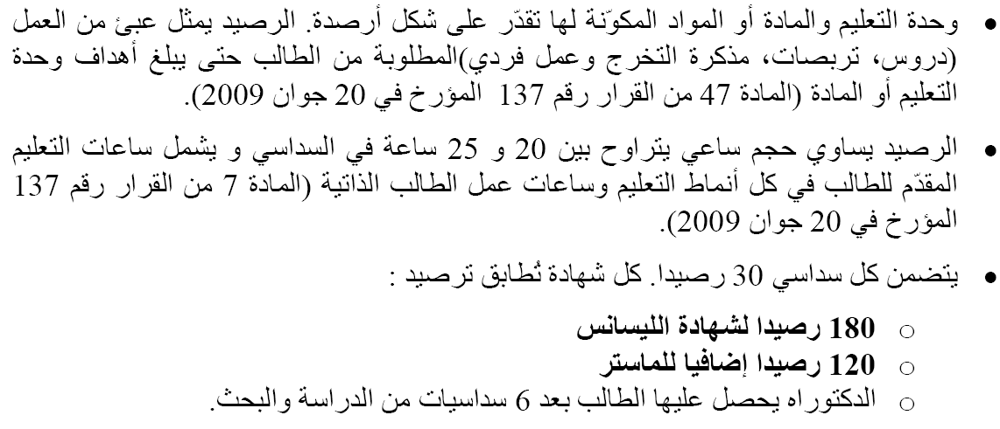 • وحدة التعليم والمادة أو المواد المكوّنة لها تقدّر على شكل أرصدة. الرصيد يمثل عبئ من العمل
(دروس، تربصات، مذكرة التخرج وعمل فردي)المطلوبة من الطالب حتى يبلغ أهداف وحدة
التعليم أو المادة (المادة 47 من القرار رقم 137 المؤرخ في 20 جوان 2009).
• الرصيد يساوي حجم ساعي يتراوح بين 20 و 25 ساعة في السداسي و يشمل ساعات التعليم
المقدّم للطالب في كل أنماط التعليم وساعات عمل الطالب الذاتية (المادة 7 من القرار رقم 137
المؤرخ في 20 جوان 2009).
• يتضمن كل سداسي 30 رصيدا. كل شهادة تُطابق ترصيد :
○ 180 رصيدا لشهادة الليسانس
○ 120 رصيدا إضافيا للماستر
○ الدكتوراه يحصل عليها الطالب بعد 6 سداسيات من الدراسة والبحث.